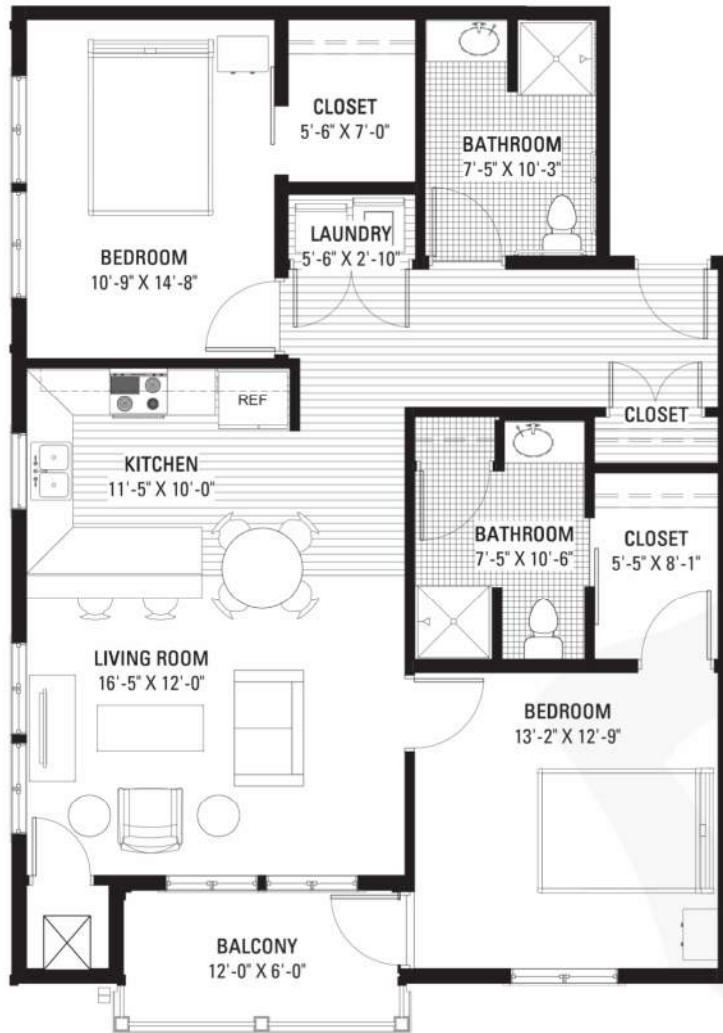 CLOSET
5'-6" X 7'-0"
BATHROOM
7'-5" X 10'-3"
LAUNDRY
5'-6" X 2'-10"
BEDROOM
10'-9" X 14'-8"
REF
CLOSET
KITCHEN
11'-5" X 10'-0"
BATHROOM
7'-5" X 10'-6"
CLOSET
5'-5" X 8'-1"
LIVING ROOM
16'-5" X 12'-0"
BEDROOM
13'-2" X 12'-9"
BALCONY
12'-0" X 6'-0"